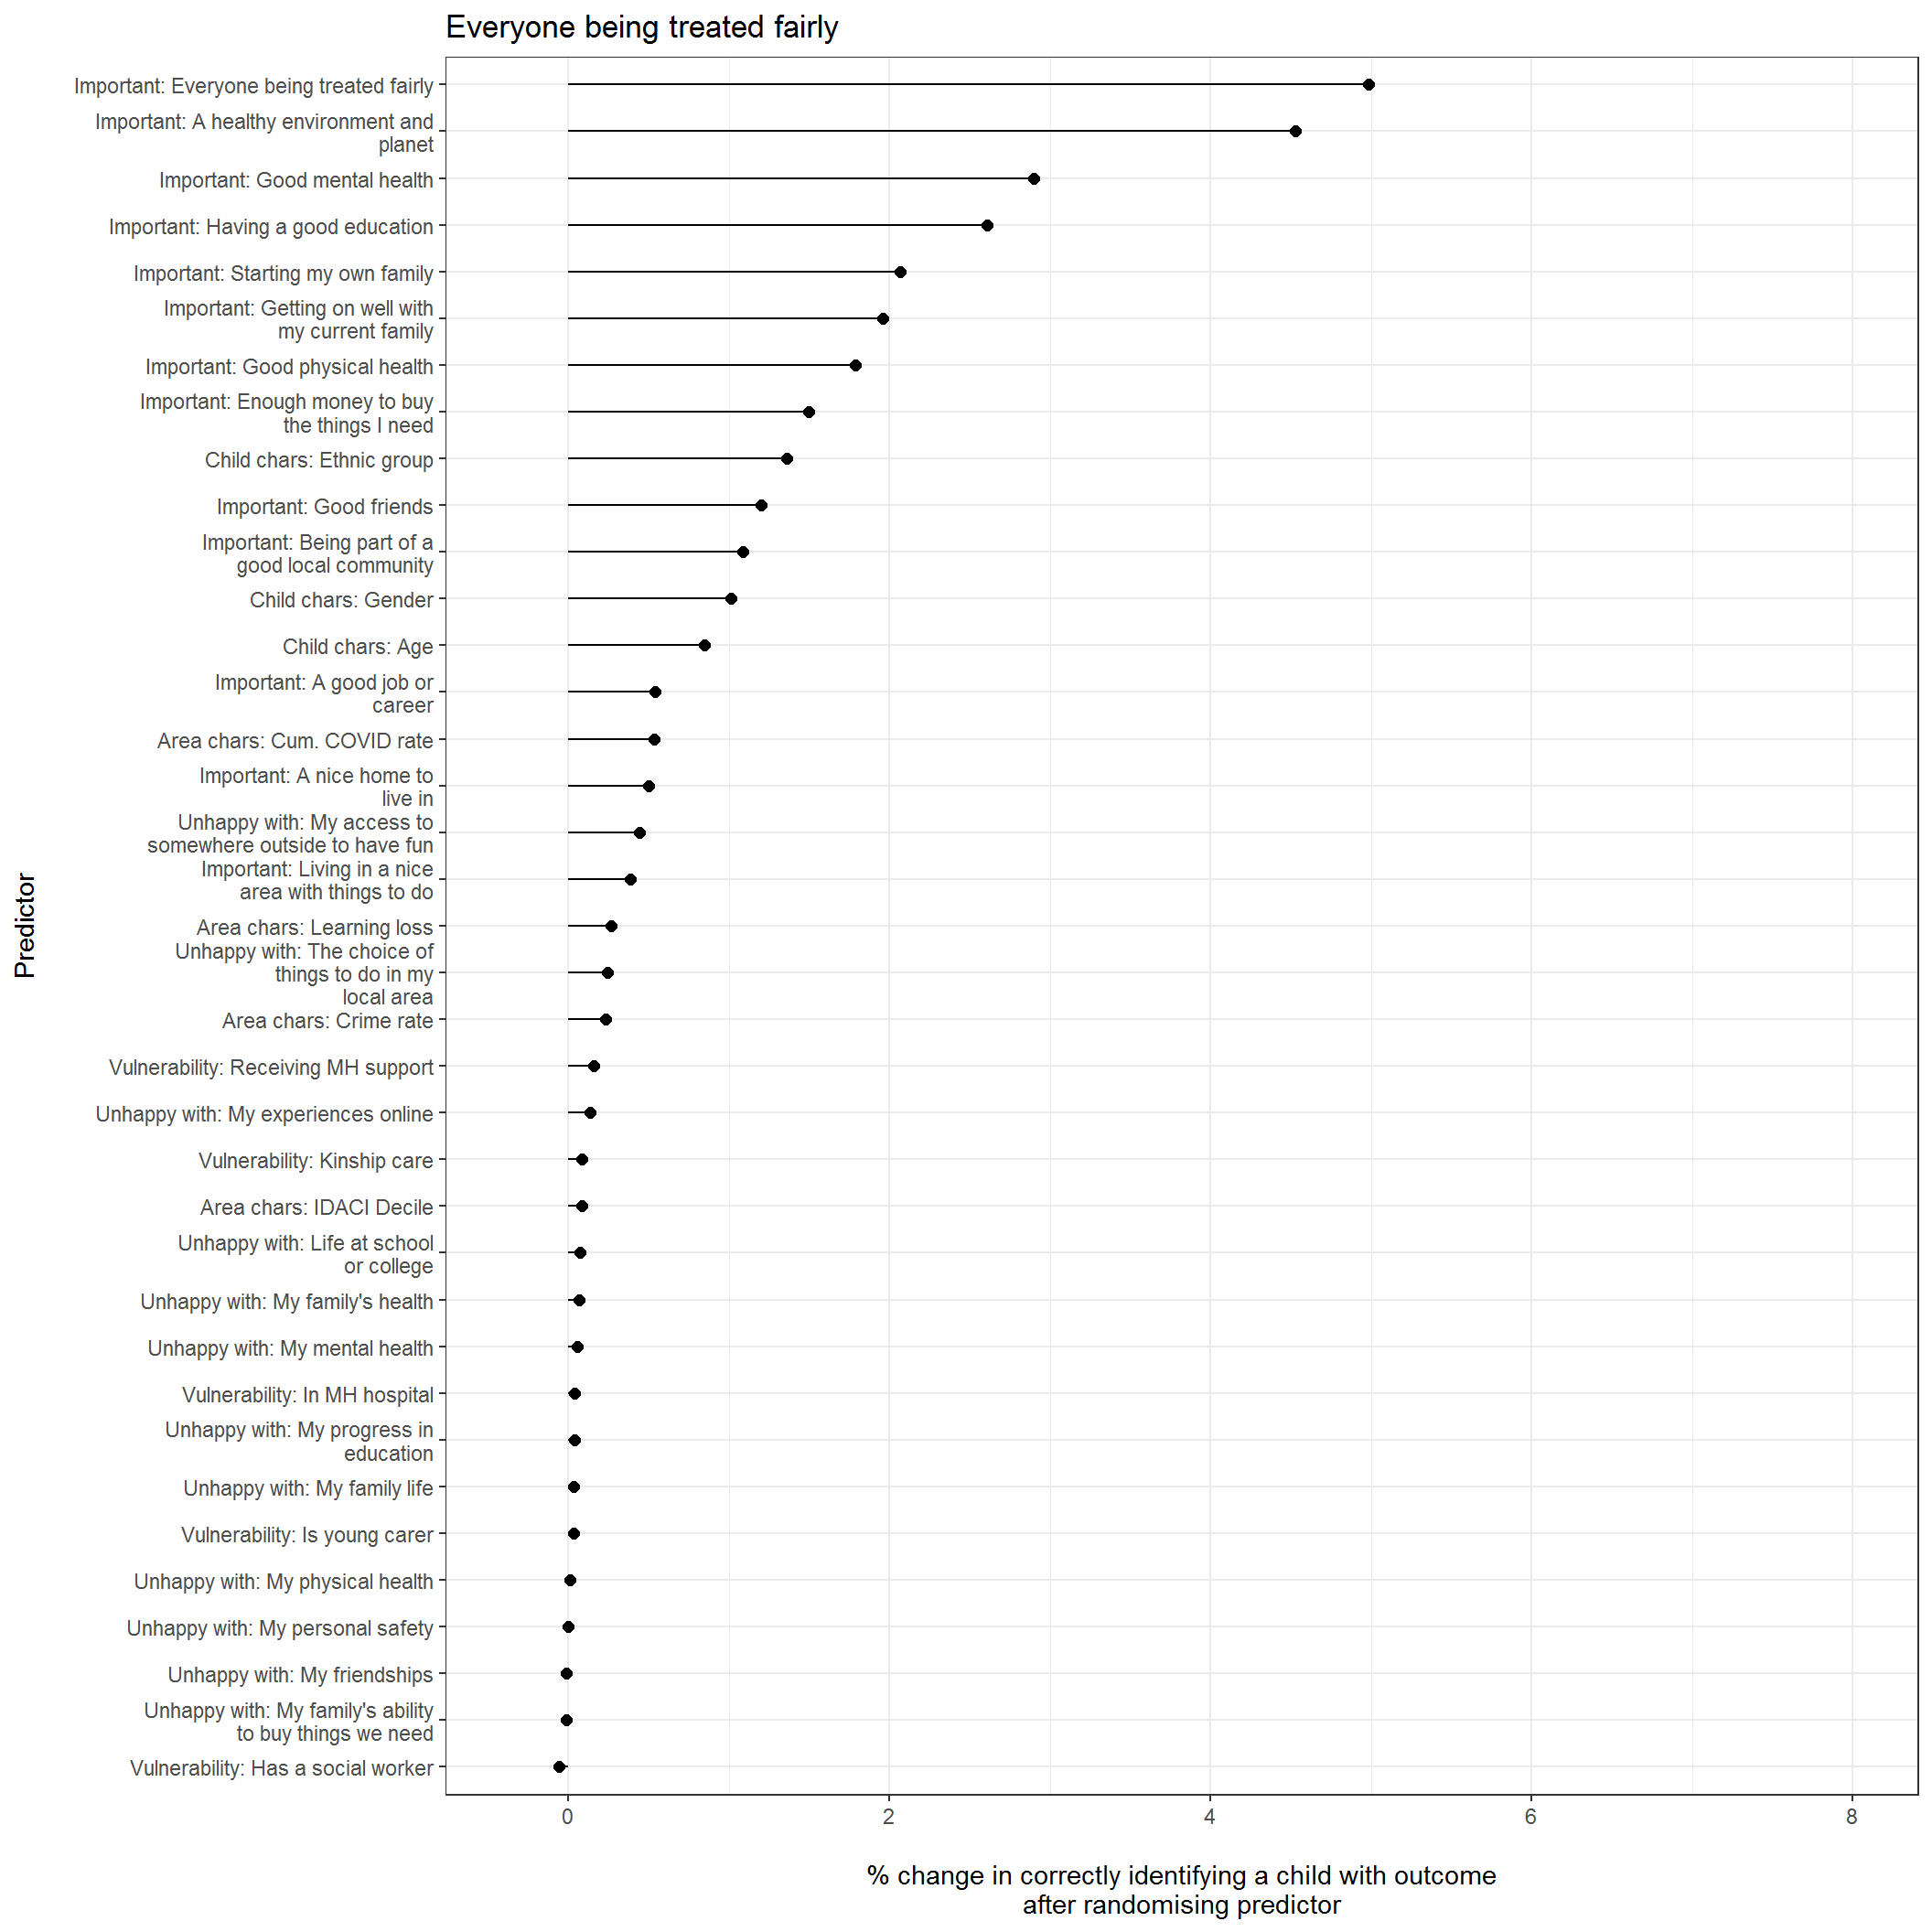 Everyone being treated fairly
Important: Everyone being treated fairly
Important: A healthy environment and
planet
Important: Good mental health
Important: Having a good education
Important: Starting my own family
Important: Getting on well with
my current family
Important: Good physical health
Important: Enough money to buy
the things I need
Child chars: Ethnic group
Important: Good friends
Important: Being part of a
good local community
Child chars: Gender
Child chars: Age
Important: A good job or
career
Area chars: Cum. COVID rate
Important: A nice home to
live in
Unhappy with: My access to
somewhere outside to have fun
Important: Living in a nice
area with things to do
Area chars: Learning loss
Unhappy with: The choice of
things to do in my
local area
Area chars: Crime rate
Vulnerability: Receiving MH support
Unhappy with: My experiences online
Vulnerability: Kinship care
Area chars: IDACI Decile
Unhappy with: Life at school
or college
Unhappy with: My family's health
Unhappy with: My mental health
Vulnerability: In MH hospital
Unhappy with: My progress in
education
Unhappy with: My family life
Vulnerability: Is young carer
Unhappy with: My physical health
Unhappy with: My personal safety
Unhappy with: My friendships
Unhappy with: My family's ability
to buy things we need
Vulnerability: Has a social worker
Predictor
0 2 4 6 8
% change in correctly identifying a child with outcome
after randomising predictor